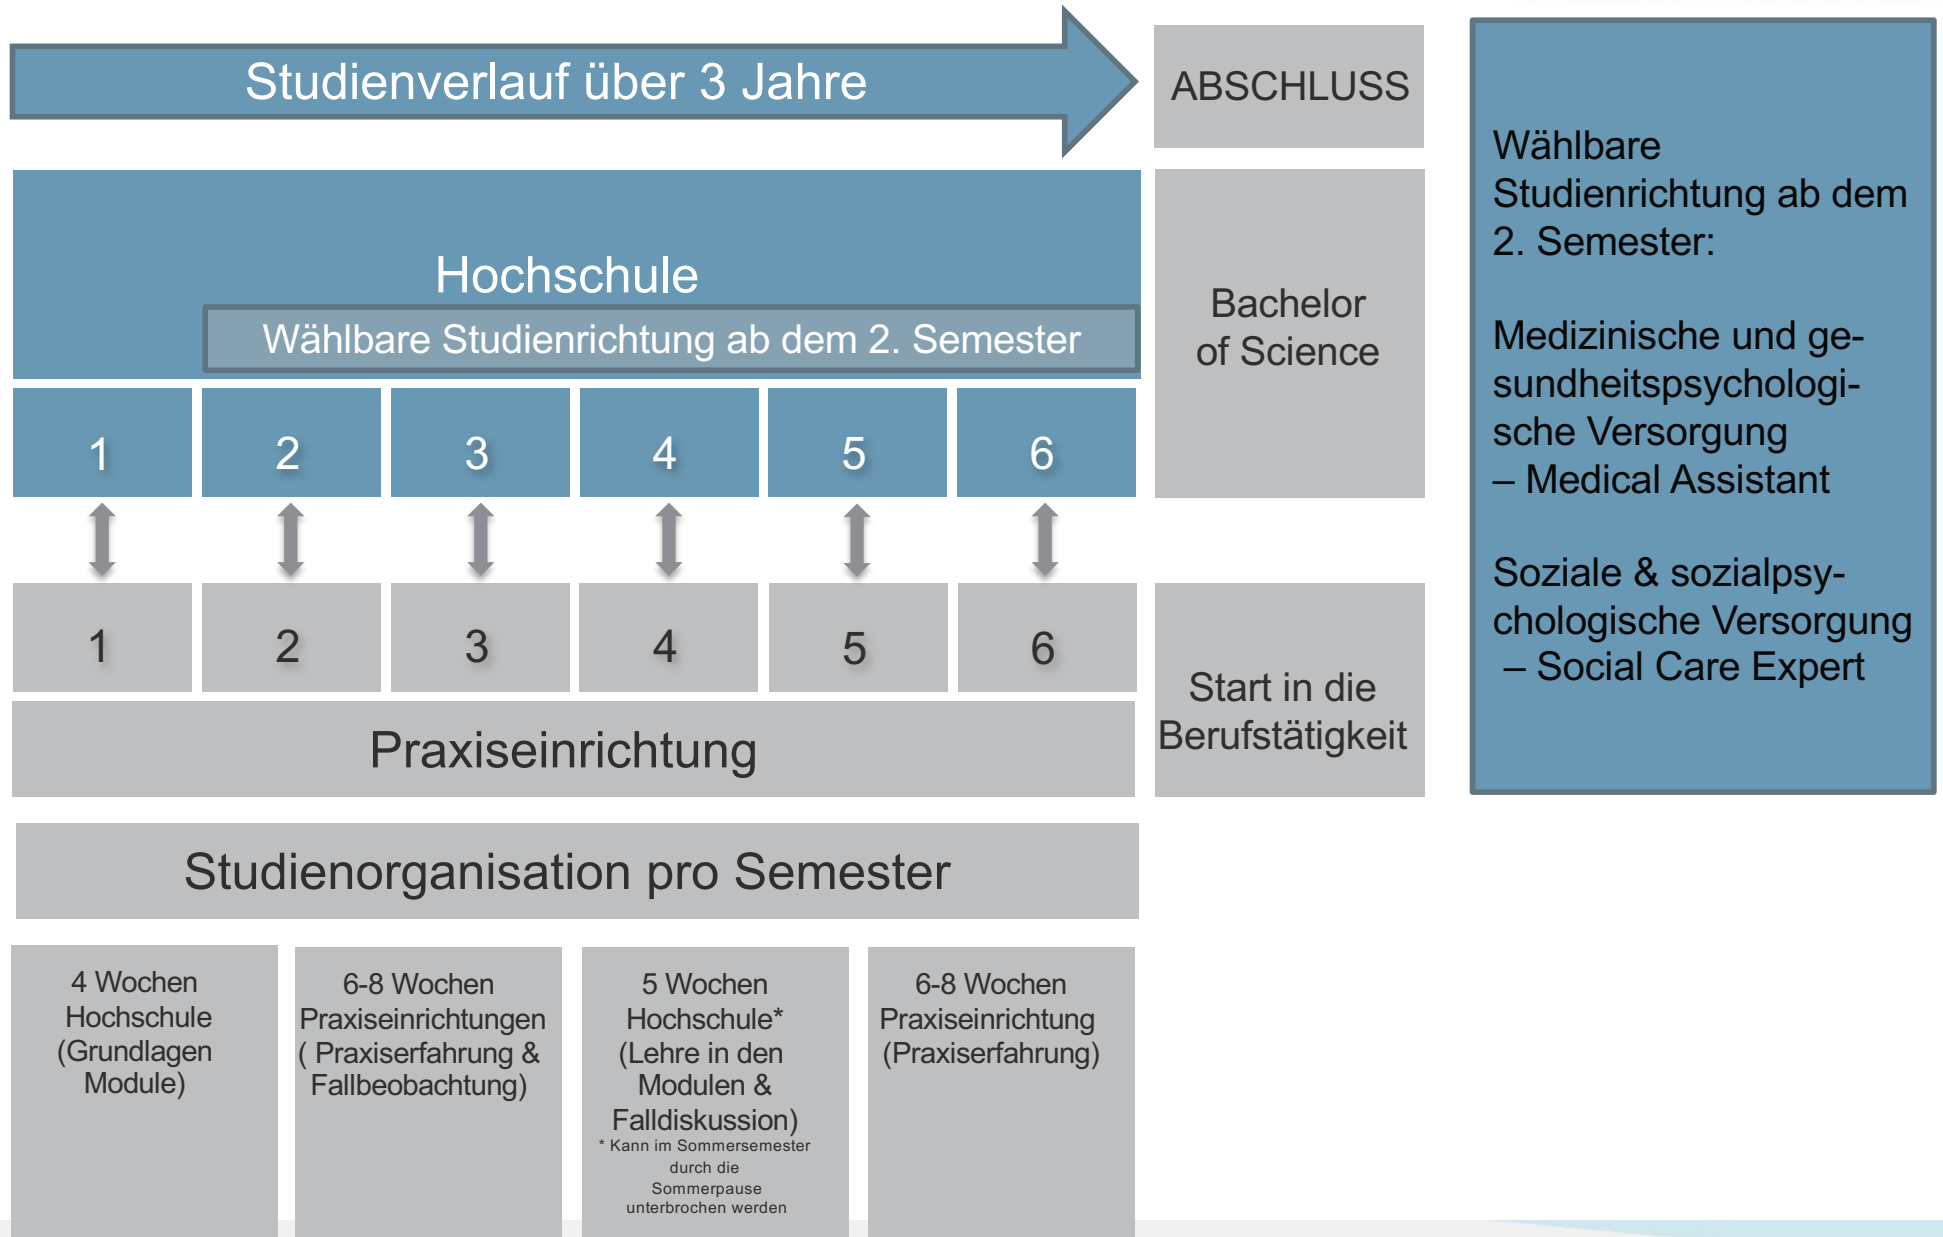 Studienverlauf über 3 Jahre
ABSCHLUSS
Hochschule
Wählbare Studienrichtung ab dem 2. Semester
Bachelor
of Science
1 2 3 4 5 6
1 2 3 4 5 6
Praxiseinrichtung
Start in die
Berufstätigkeit
Wählbare
Studienrichtung ab dem
2. Semester:
Medizinische und ge-
sundheitspsychologi-
sche Versorgung
– Medical Assistant
Soziale & sozialpsy-
chologische Versorgung
– Social Care Expert
Studienorganisation pro Semester
4 Wochen
Hochschule
(Grundlagen
Module)
6-8 Wochen
Praxiseinrichtungen
( Praxiserfahrung &
Fallbeobachtung)
5 Wochen
Hochschule*
(Lehre in den
Modulen &
Falldiskussion)
* Kann im Sommersemester
durch die
Sommerpause
unterbrochen werden
6-8 Wochen
Praxiseinrichtung
(Praxiserfahrung)